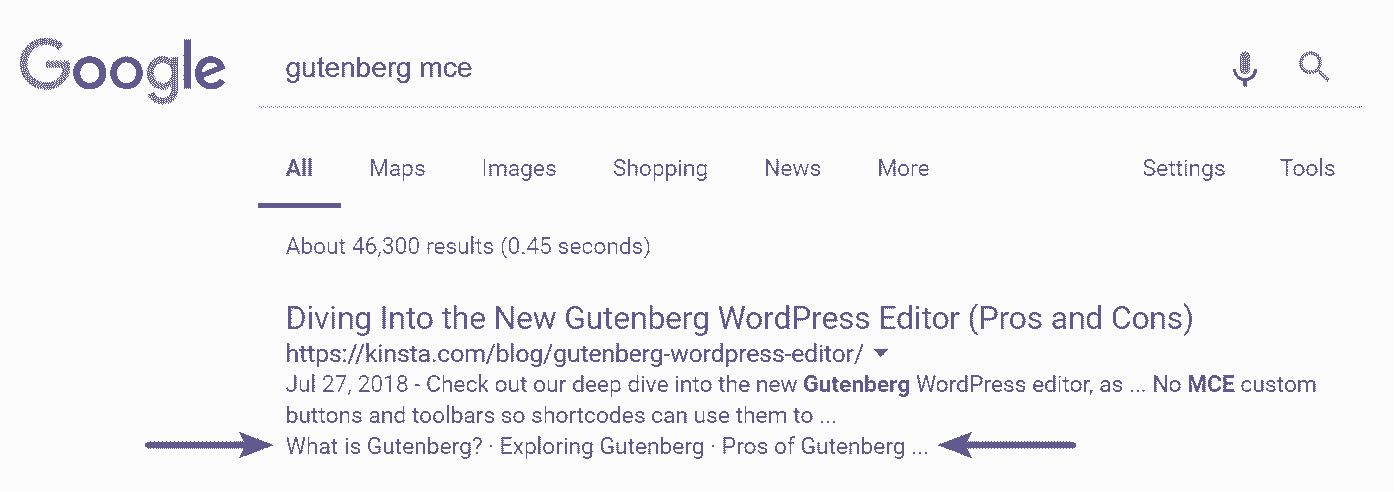 Google
gutenberg mce
All Maps Images Shopping News More Settings Tools
About 46,300 results (0.45 seconds)
Diving Into the New Gutenberg WordPress Editor (Pros and Cons)
https://kinsta.com/blog/gutenberg-wordpress-editor/
Jul 27, 2018 - Check out our deep dive into the new Gutenberg WordPress editor, as ... No MCE custom
buttons and toolbars so shortcodes can use them to ...
What is Gutenberg? · Exploring Gutenberg · Pros of Gutenberg ...